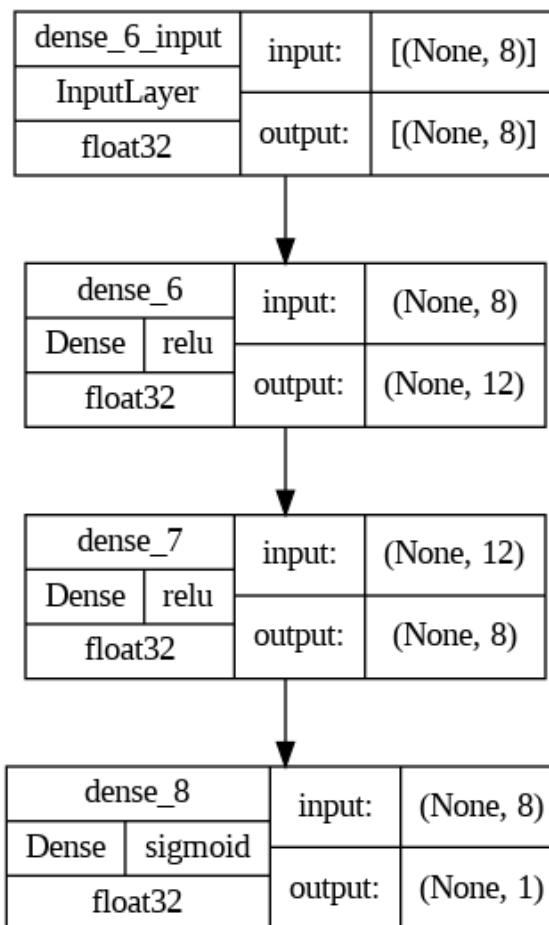 dense_6_input
input:
[(None, 8)]
InputLayer
output:
[(None, 8)]
float32
dense_6
input:
(None, 8)
Dense
relu
output:
(None, 12)
float32
dense_7
input:
(None, 12)
Dense
relu
output:
(None, 8)
float32
dense_8
input:
(None, 8)
Dense
sigmoid
output:
(None, 1)
float32